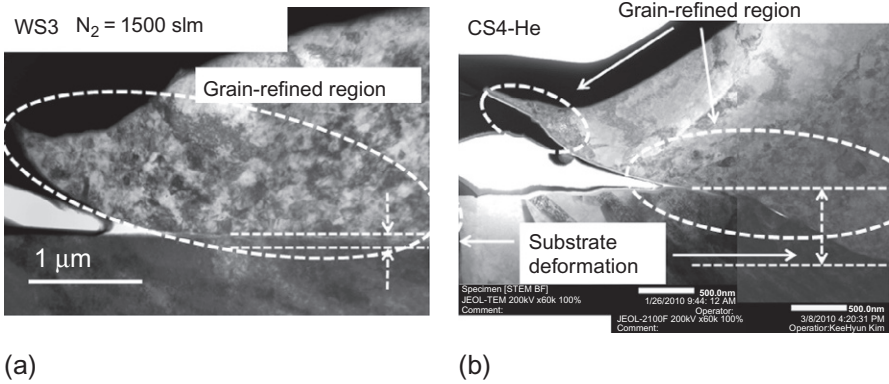 WS3 N₂ = 1500 slm
Grain-refined region
1 μm
(a)
Grain-refined region
CS4-He
Substrate
deformation
Specimen [STEM BF]
JEOL-TEM 200kV x60k 100%
Comment:
500.0nm
1/26/2010 9:44: 12 AM
Operator:
JEOL-2100F 200kV x60k 100%
Comment:
500.0nm
3/8/2010 4:20:31 PM
Operator:KeeHyun Kim
(b)